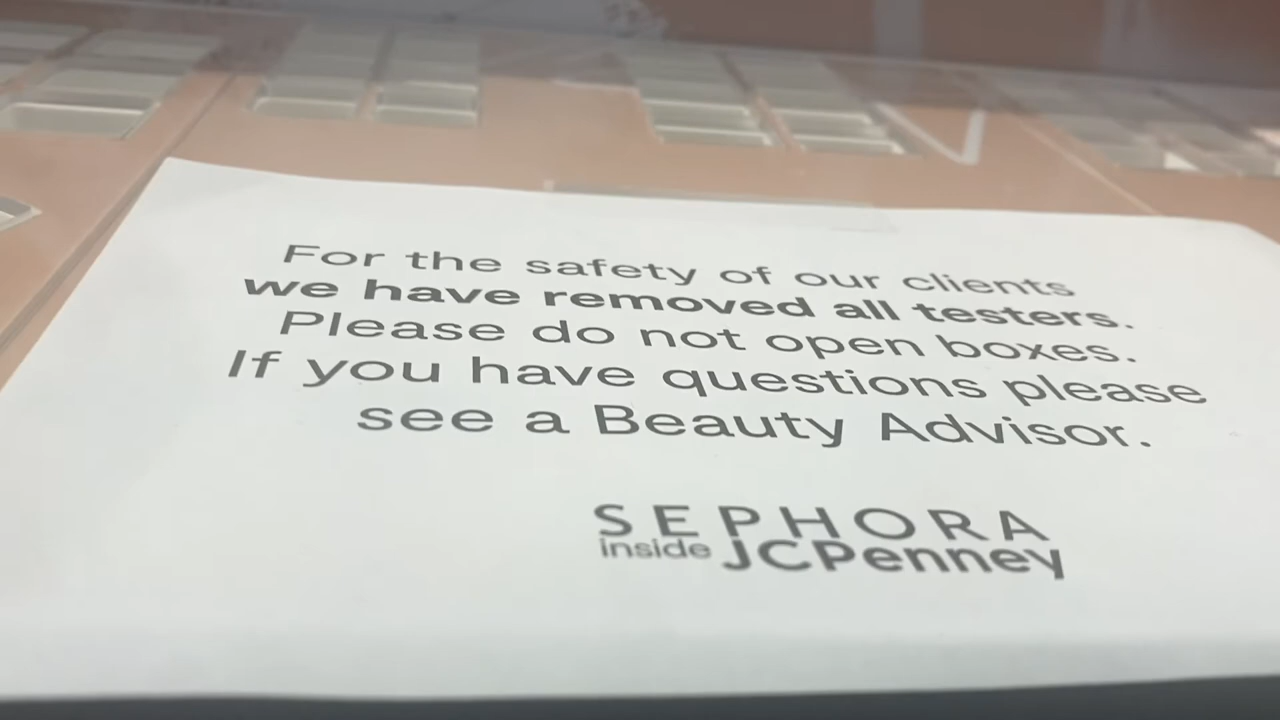 For the safety of our clients
we have removed all testers.
Please do not open boxes.
If you have questions please
see a Beauty Advisor.
SEPHORA
inside JCPenney